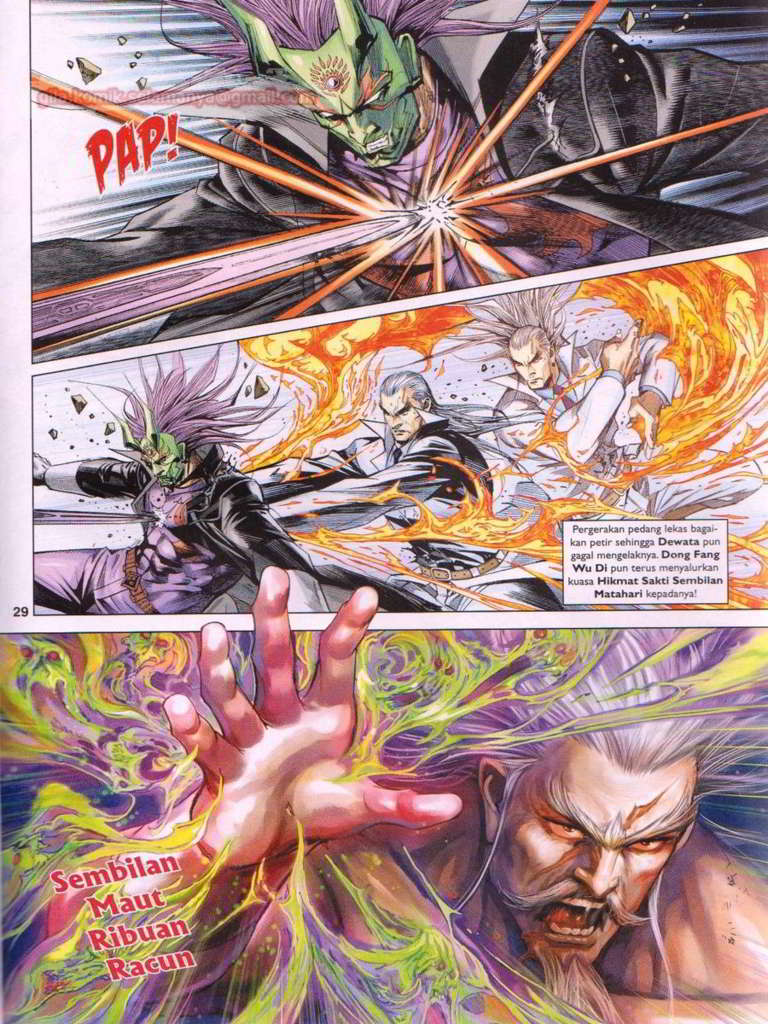 PAP!
Pergerakan pedang lekas bagai-
kan petir sehingga Dewata pun
gagal mengelaknya. Dong Fang
Wu Di pun terus menyalurkan
kuasa Hikmat Sakti Sembilan
Matahari kepadanya!
29
Sembilan
Maut
Ribuan
Racun